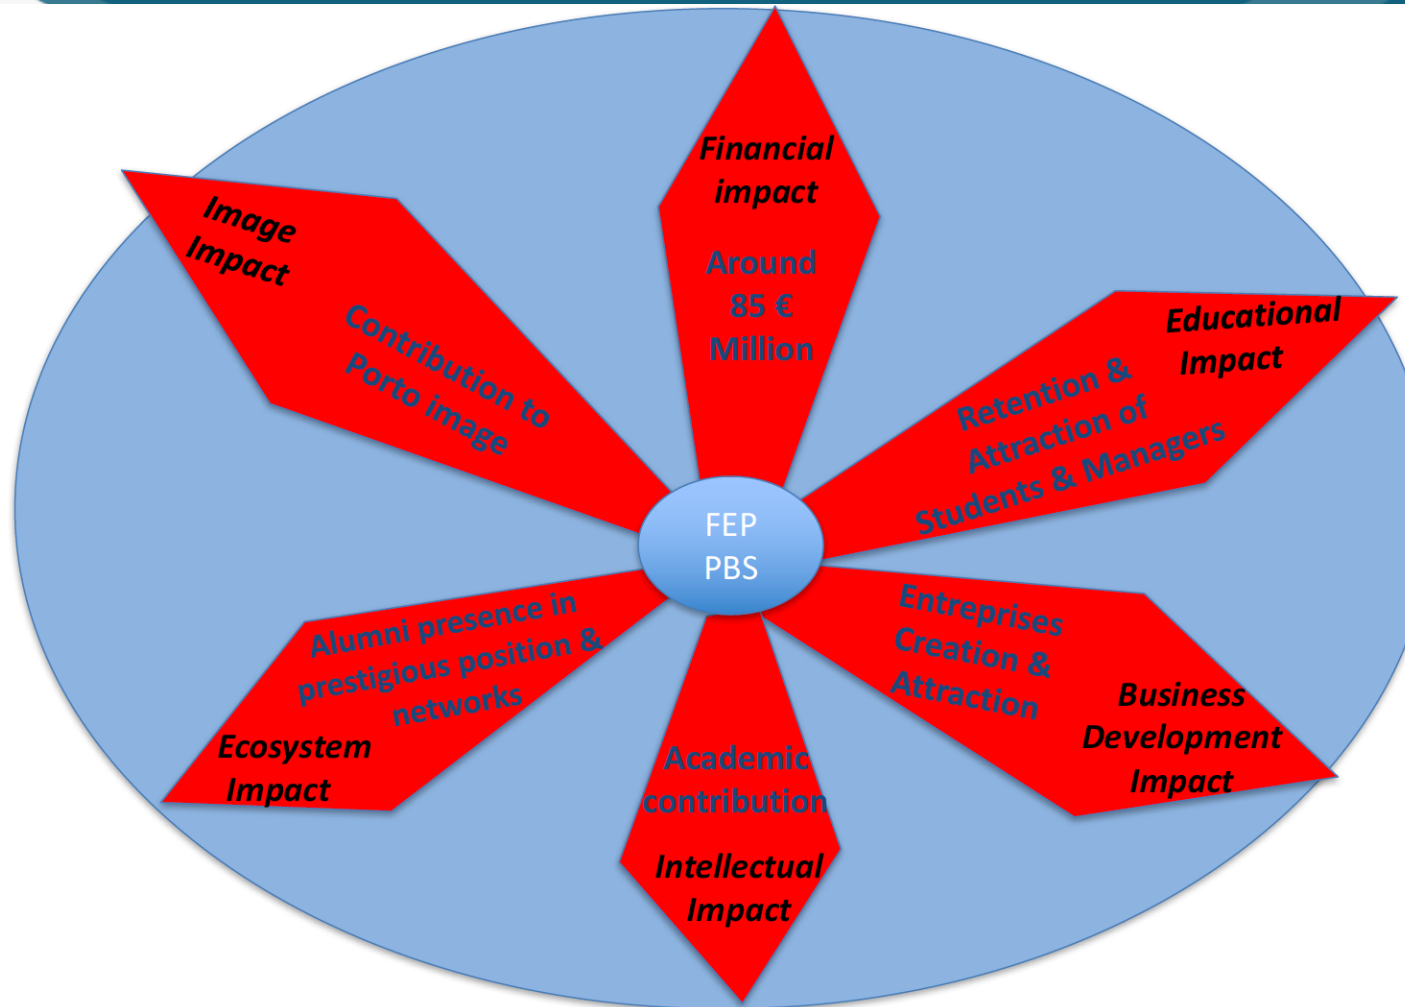 Financial
impact
Around
85 €
Million
Educational
Impact
Retention &
Attraction of
Students & Managers
Business
Development
Impact
Entreprises
Creation &
Attraction
Intellectual
Impact
Academic
contribution
Ecosystem
Impact
Alumni presence in
prestigious position &
networks
Image
Impact
Contribution to
Porto image
FEP
PBS